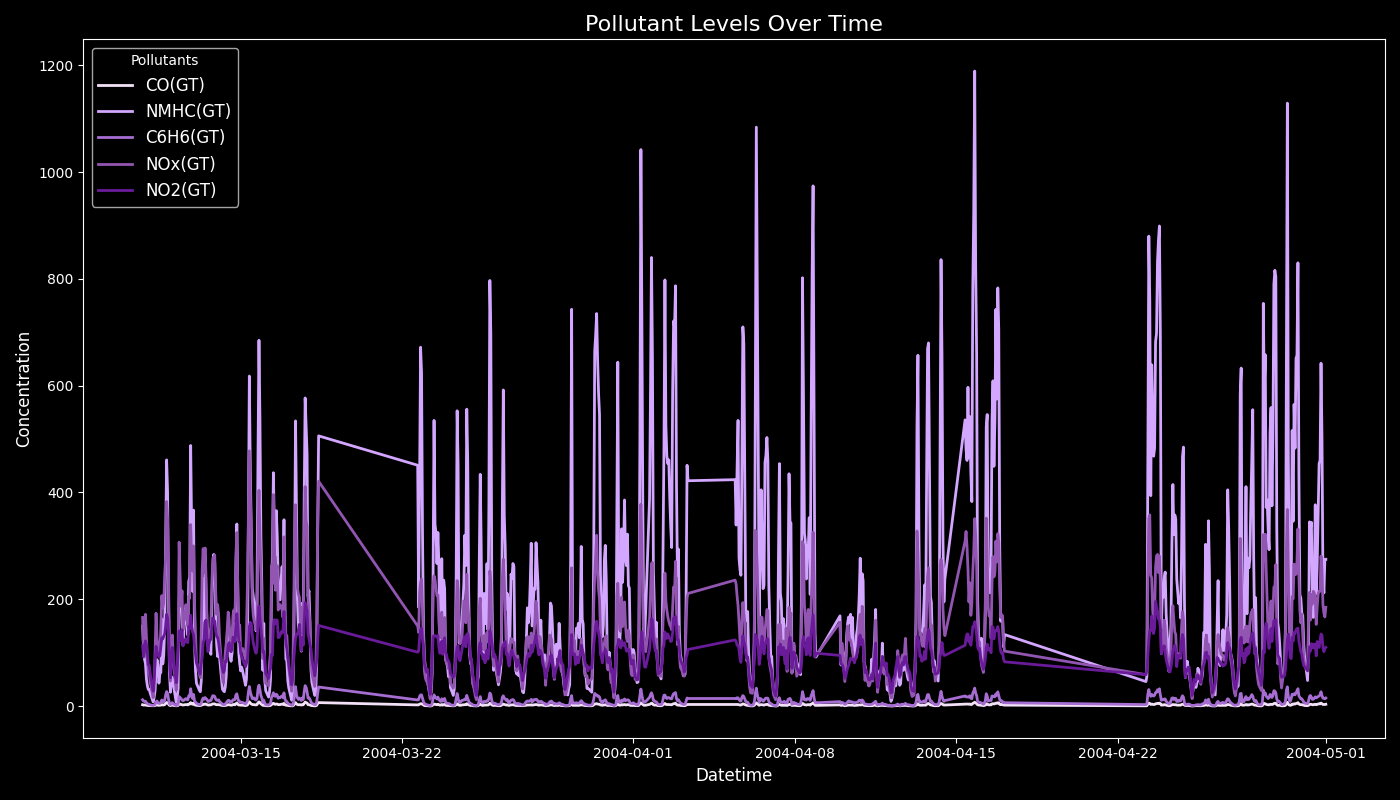 Pollutant Levels Over Time
Pollutants
CO(GT)
NMHC(GT)
C6H6(GT)
NOx(GT)
NO2(GT)
Concentration
1200
1000
800
600
400
200
0
2004-03-15
2004-03-22
2004-04-01
2004-04-08
2004-04-15
2004-04-22
2004-05-01
Datetime